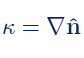 κ = ∇n̂